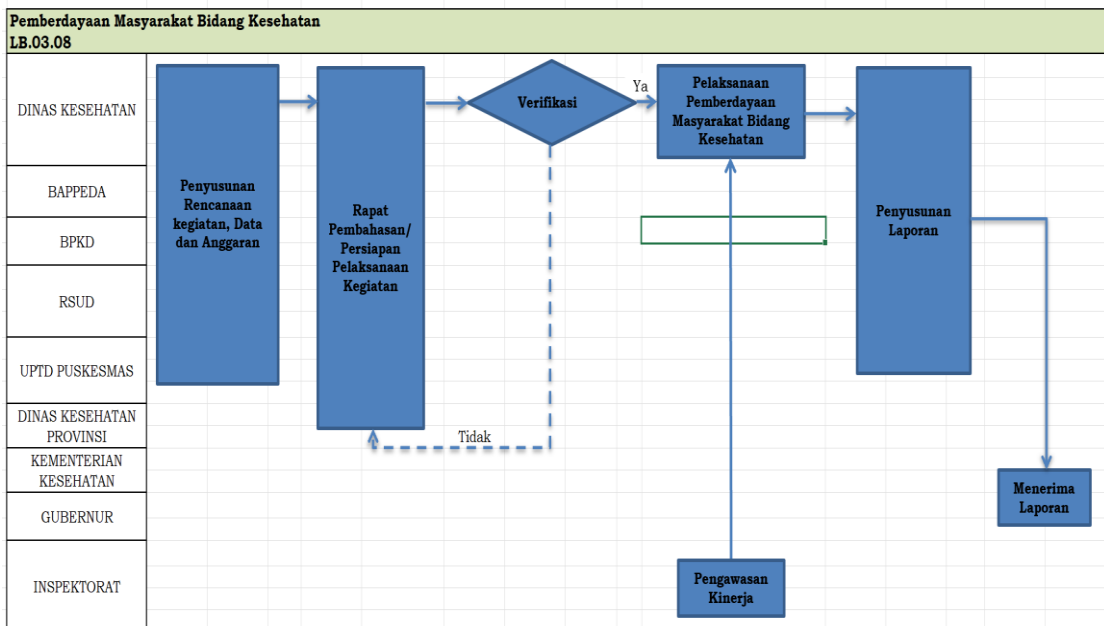 Pemberdayaan Masyarakat Bidang Kesehatan
LB.03.08
DINAS KESEHATAN
BAPPEDA
BPKD
RSUD
UPTD PUSKESMAS
DINAS KESEHATAN
PROVINSI
KEMENTERIAN
KESEHATAN
GUBERNUR
INSPEKTORAT
Penyusunan
Rencanaan
kegiatan, Data
dan Anggaran
Rapat
Pembahasan/
Persiapan
Pelaksanaan
Kegiatan
Verifikasi
Ya
Tidak
Pelaksanaan
Pemberdayaan
Masyarakat Bidang
Kesehatan
Pengawasan
Kinerja
Penyusunan
Laporan
Menerima
Laporan